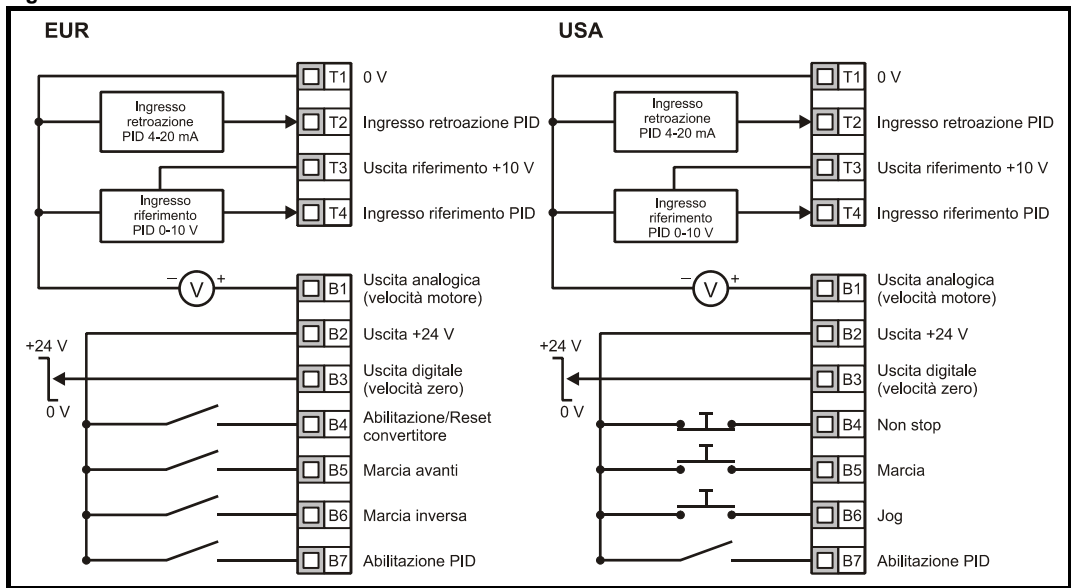 EUR
T1 0 V
Ingresso
retroazione
PID 4-20 mA
T2 Ingresso retroazione PID
T3 Uscita riferimento +10 V
Ingresso
riferimento
PID 0-10 V
T4 Ingresso riferimento PID
– V +
B1 Uscita analogica
(velocità motore)
B2 Uscita +24 V
+24 V
0 V
B3 Uscita digitale
(velocità zero)
B4 Abilitazione/Reset
convertitore
B5 Marcia avanti
B6 Marcia inversa
B7 Abilitazione PID
USA
T1 0 V
Ingresso
retroazione
PID 4-20 mA
T2 Ingresso retroazione PID
T3 Uscita riferimento +10 V
Ingresso
riferimento
PID 0-10 V
T4 Ingresso riferimento PID
– V +
B1 Uscita analogica
(velocità motore)
B2 Uscita +24 V
+24 V
0 V
B3 Uscita digitale
(velocità zero)
B4 Non stop
B5 Marcia
B6 Jog
B7 Abilitazione PID